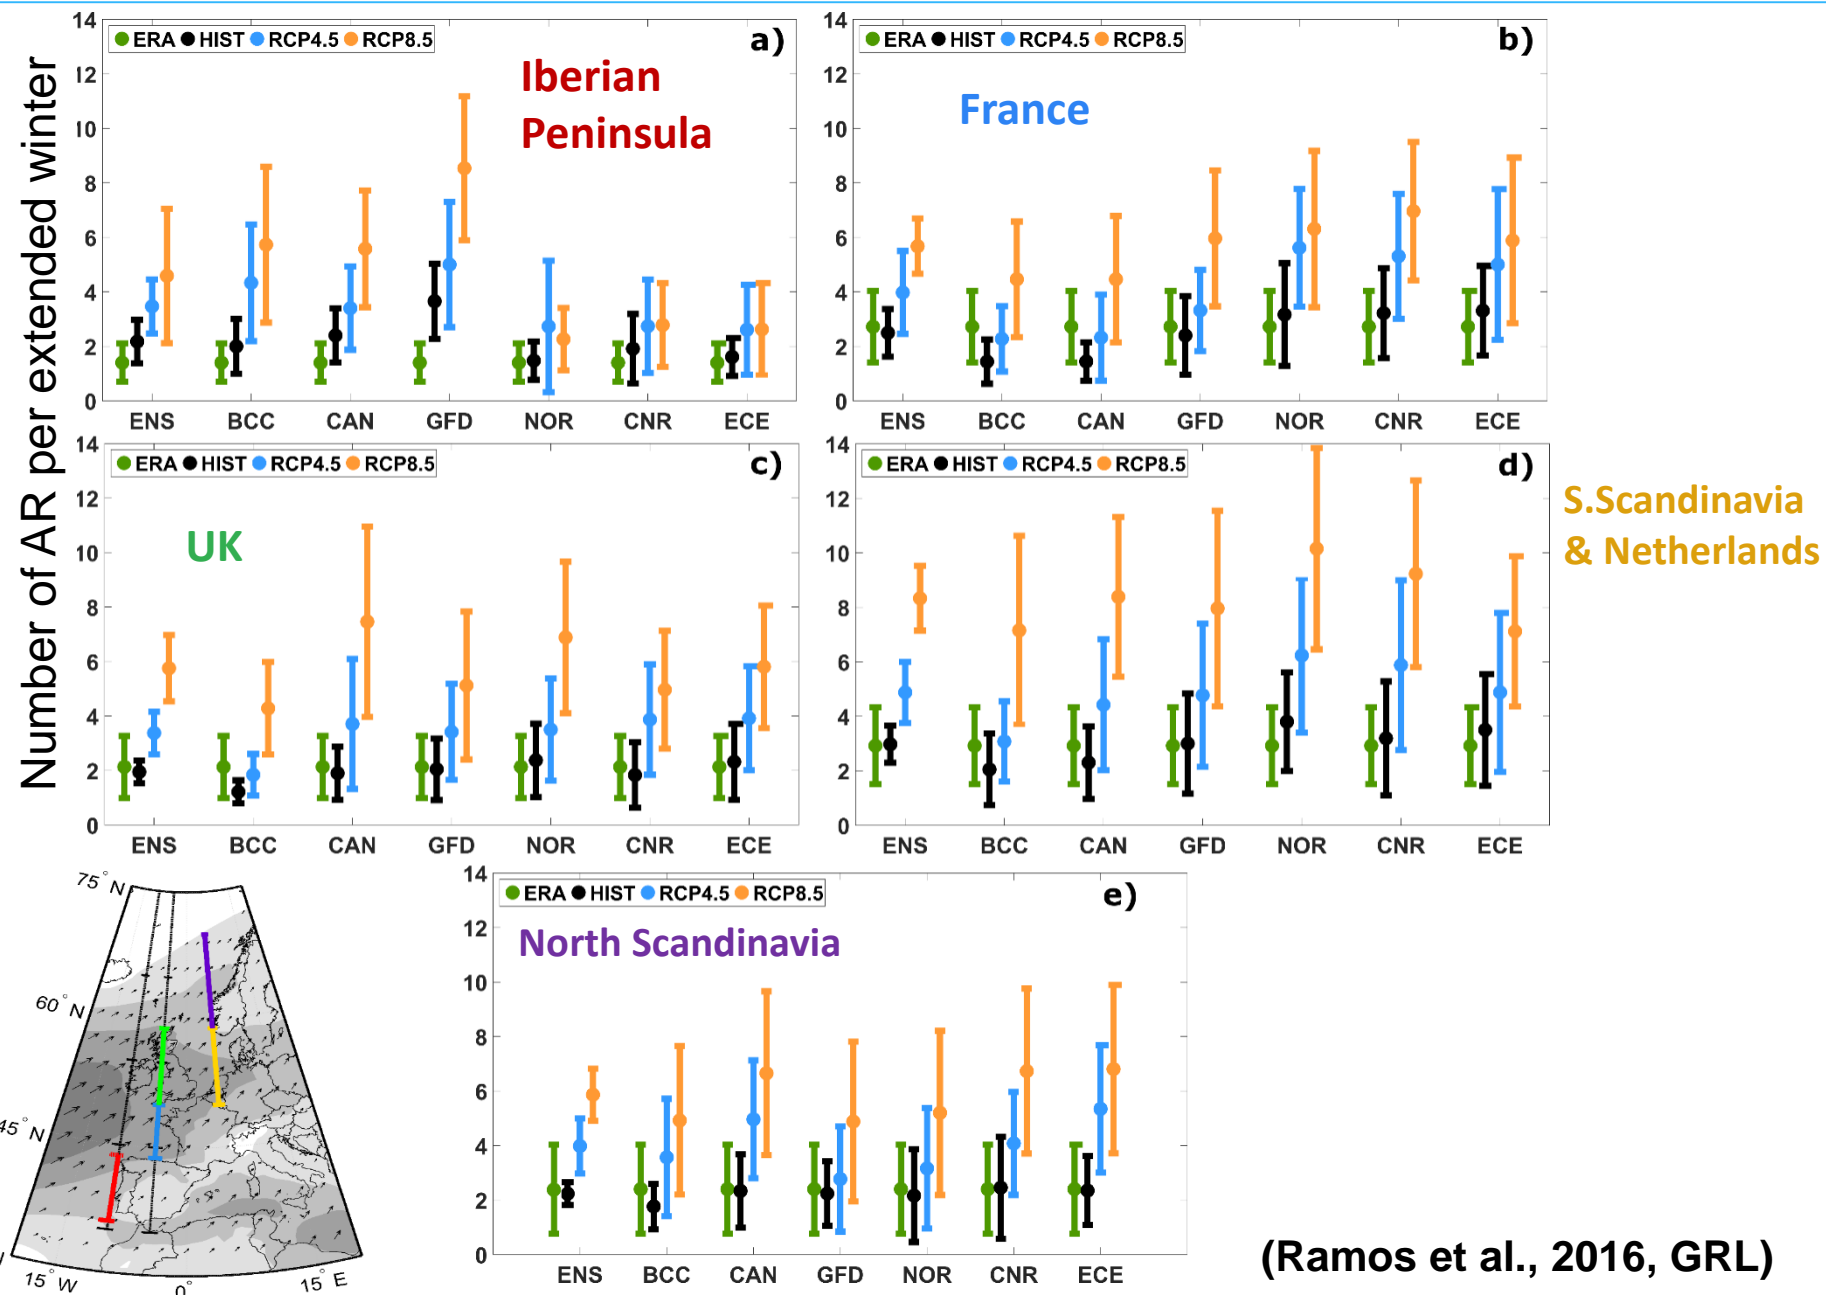 Number of AR per extended winter
14
12
10
8
6
4
2
0
ERA HIST RCP4.5 RCP8.5
a)
Iberian
Peninsula
ENS BCC CAN GFD NOR CNR ECE
14
12
10
8
6
4
2
0
ERA HIST RCP4.5 RCP8.5
b)
France
ENS BCC CAN GFD NOR CNR ECE
14
12
10
8
6
4
2
0
ERA HIST RCP4.5 RCP8.5
c)
UK
ENS BCC CAN GFD NOR CNR ECE
14
12
10
8
6
4
2
0
ERA HIST RCP4.5 RCP8.5
d)
S.Scandinavia
& Netherlands
ENS BCC CAN GFD NOR CNR ECE
75°N
60°N
45°N
15°W
0°
15°E
14
12
10
8
6
4
2
0
ERA HIST RCP4.5 RCP8.5
e)
North Scandinavia
ENS BCC CAN GFD NOR CNR ECE
(Ramos et al., 2016, GRL)